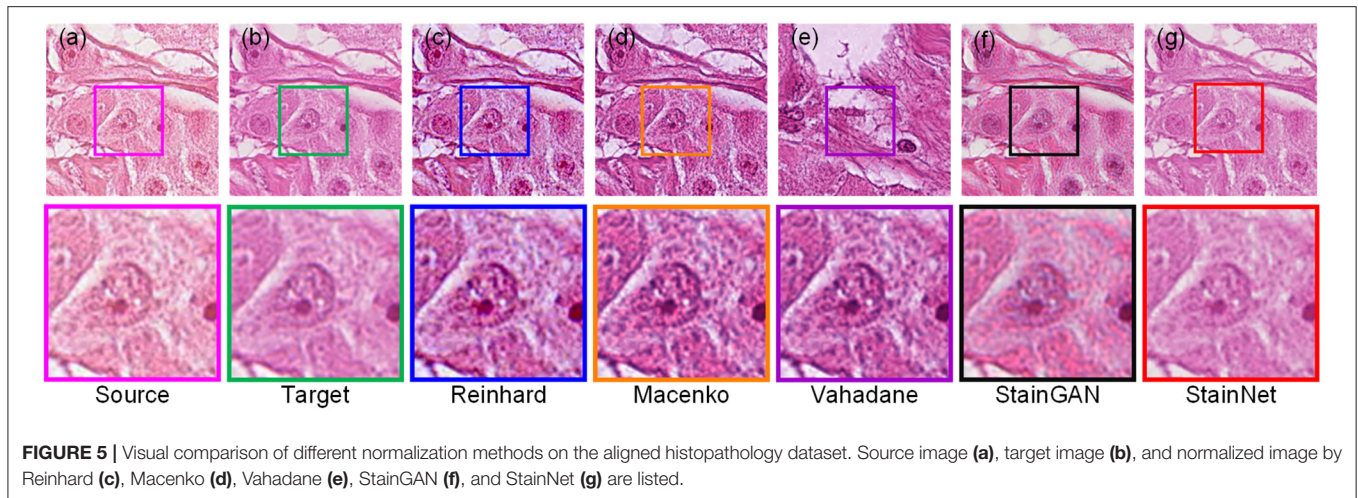 (a) (b) (c) (d) (e) (f) (g)
Source Target Reinhard Macenko Vahadane StainGAN StainNet
FIGURE 5 | Visual comparison of different normalization methods on the aligned histopathology dataset. Source image (a), target image (b), and normalized image by
Reinhard (c), Macenko (d), Vahadane (e), StainGAN (f), and StainNet (g) are listed.